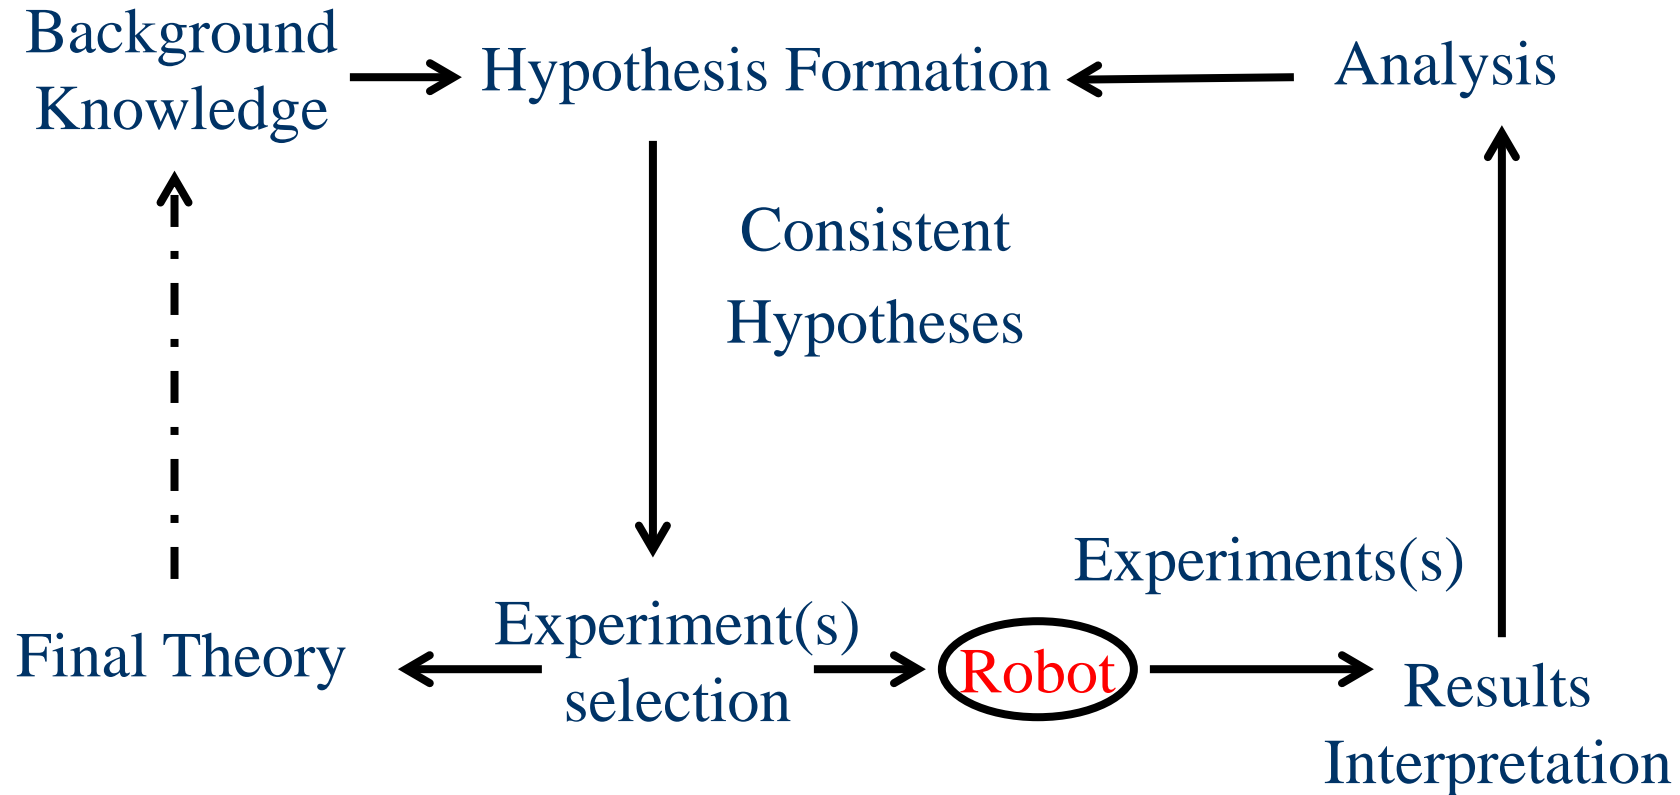 Background
Knowledge
Hypothesis Formation
Analysis
Consistent
Hypotheses
Experiments(s)
Final Theory
Experiment(s)
selection
Robot
Results
Interpretation